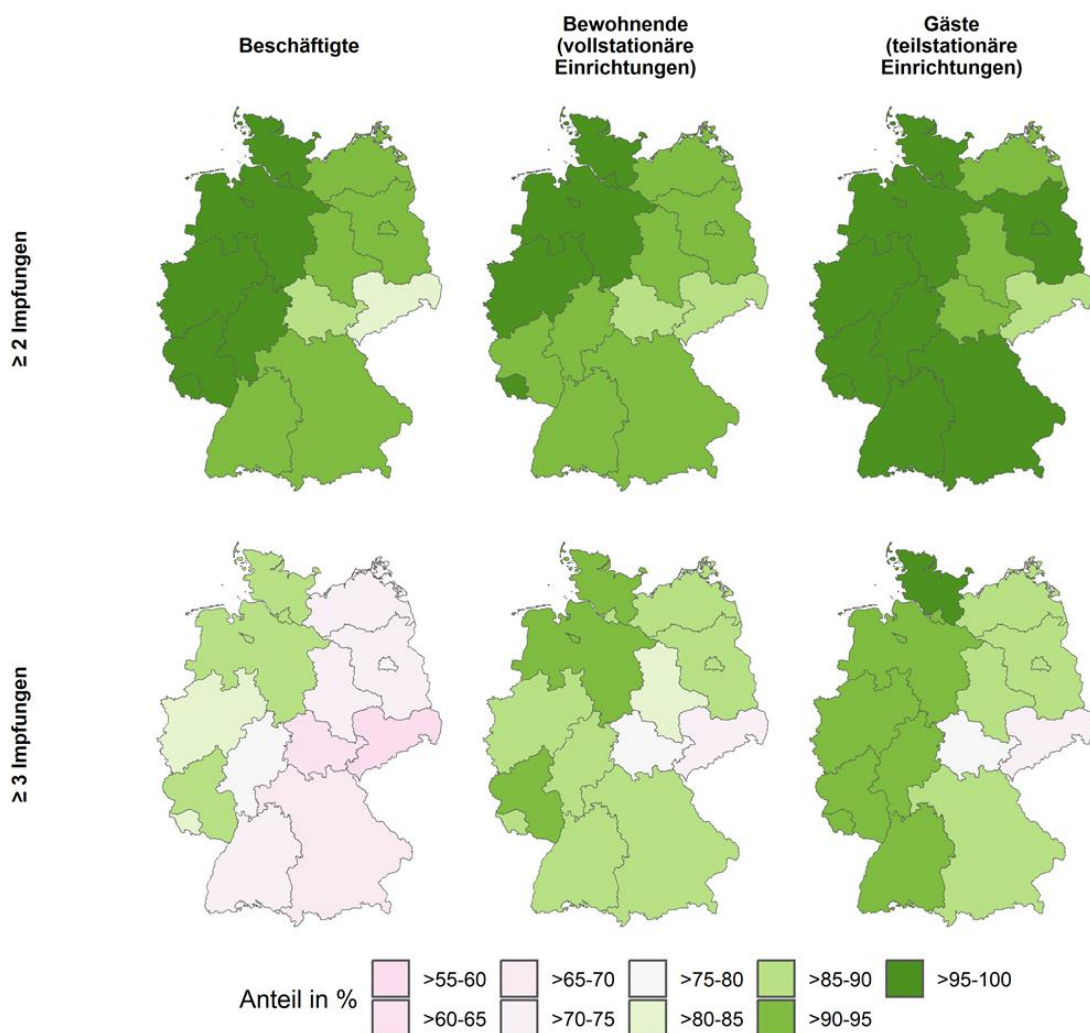 Beschäftigte
Bewohnende
(vollstationäre
Einrichtungen)
Gäste
(teilstationäre
Einrichtungen)
≥ 2 Impfungen
≥ 3 Impfungen
Anteil in %
>55-60
>65-70
>75-80
>85-90
>95-100
>60-65
>70-75
>80-85
>90-95